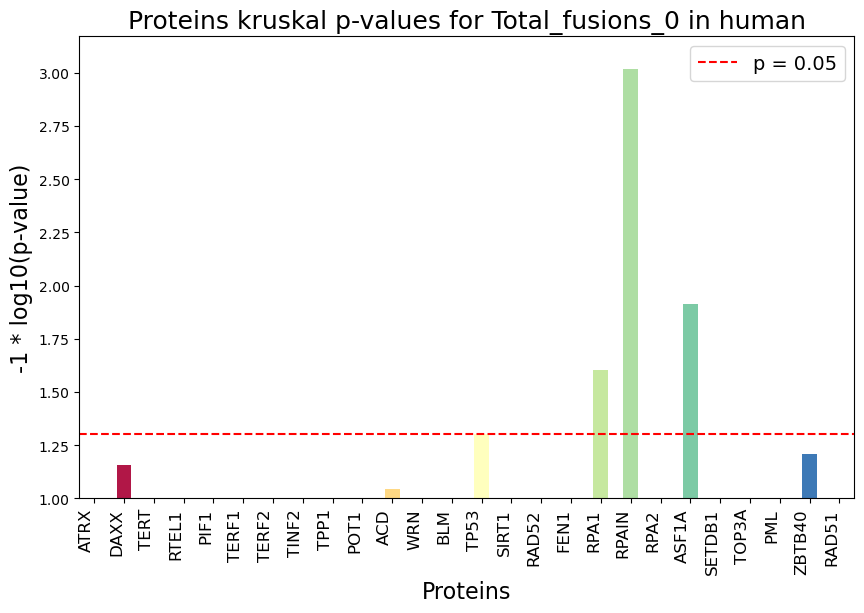 Proteins kruskal p-values for Total_fusions_0 in human
p = 0.05
-1 * log10(p-value)
3.00
2.75
2.50
2.25
2.00
1.75
1.50
1.25
1.00
ATRX
DAXX
TERT
RTEL1
PIF1
TERF1
TERF2
TINF2
TPP1
POT1
ACD
WRN
BLM
TP53
SIRT1
RAD52
FEN1
RPA1
RPAIN
RPA2
ASF1A
SETDB1
TOP3A
PML
ZBTB40
RAD51
Proteins